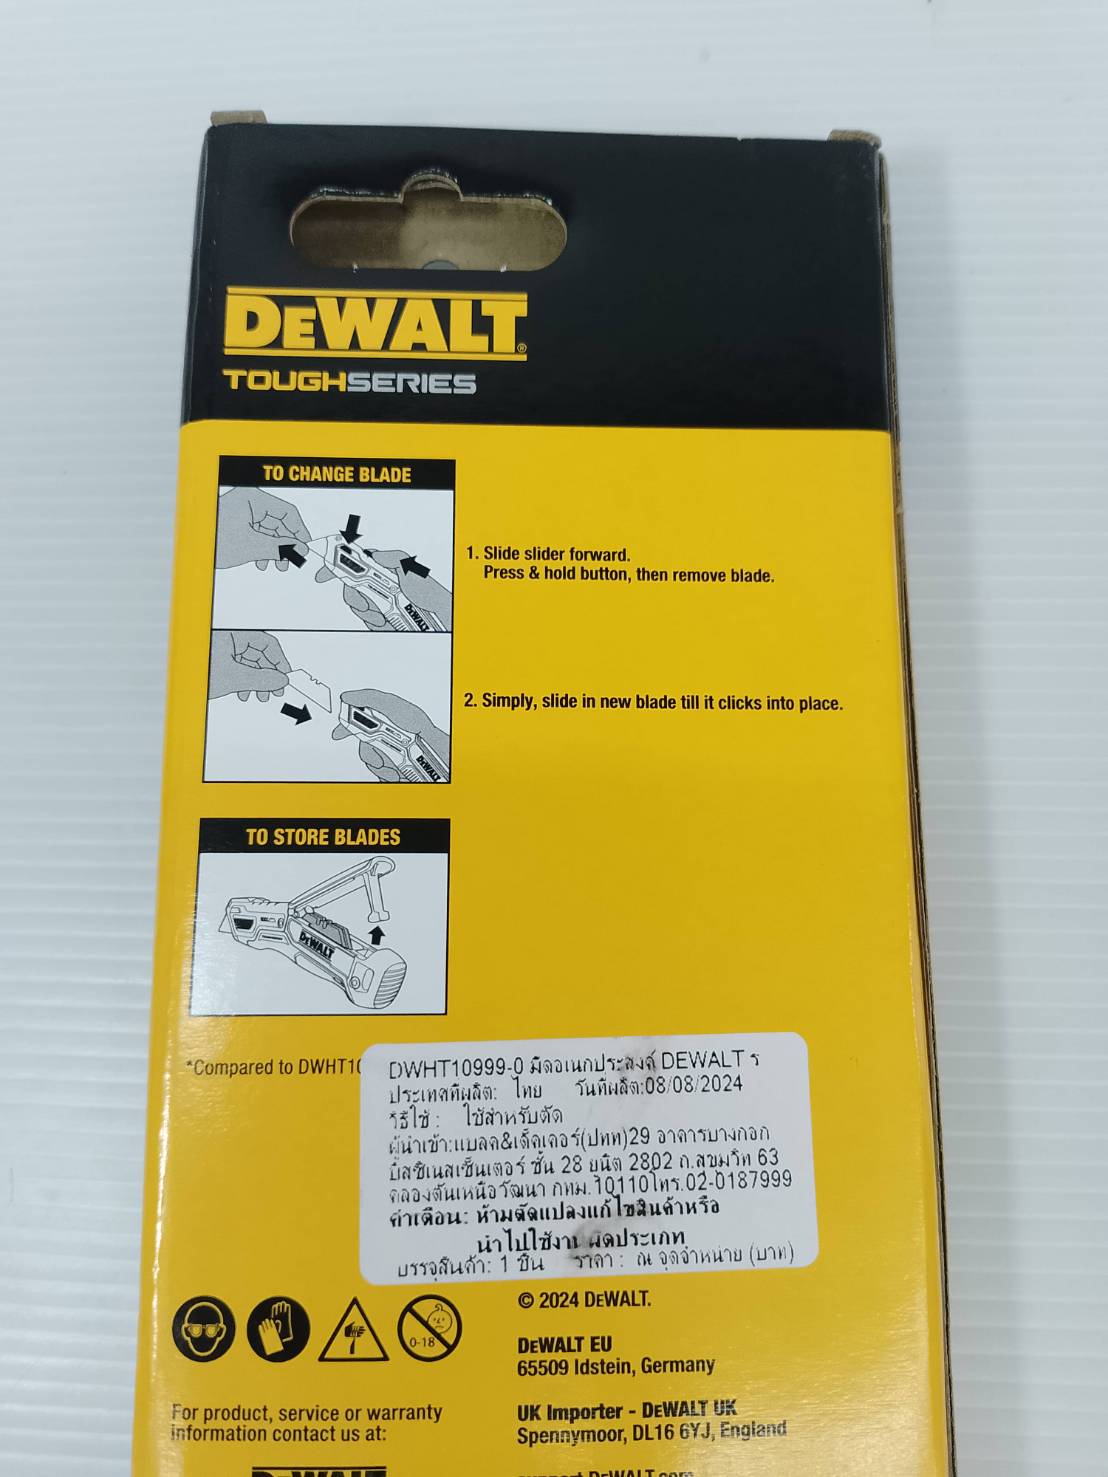 DEWALT®
TOUGHSERIES
TO CHANGE BLADE
1. Slide slider forward.
Press & hold button, then remove blade.
DEWALT
2. Simply, slide in new blade till it clicks into place.
DEWALT
TO STORE BLADES
DEWALT
*Compared to DWHT10
DWHT10999-0 มีดอเนกประสงค์ DEWALT ร
ประเทศที่ผลิต: ไทย วันที่ผลิต:08/08/2024
วิธีใช้ : ใช้สำหรับตัด
ผู้นำเข้า:แบลค&เด็คเคอร์(ปทท)29 อาคารบางกอก
บิสซิเนสเซ็นเตอร์ ชั้น 28 ยูนิต 2802 ถ.สุขุมวิท 63
คลองตันเหนือวัฒนา กทม.10110โทร.02-0187999
คำเตือน: ห้ามดัดแปลงแก้ไขสินค้าหรือ
นำไปใช้งาน ผิดประเภท
บรรจุสินค้า: 1 ชิ้น ราคา : ณ จุดจำหน่าย (บาท)
0-18
© 2024 DEWALT.
DEWALT EU
65509 Idstein, Germany
For product, service or warranty
information contact us at:
UK Importer - DEWALT UK
Spennymoor, DL16 6YJ, England
DEWALT
support.DEWALT.com